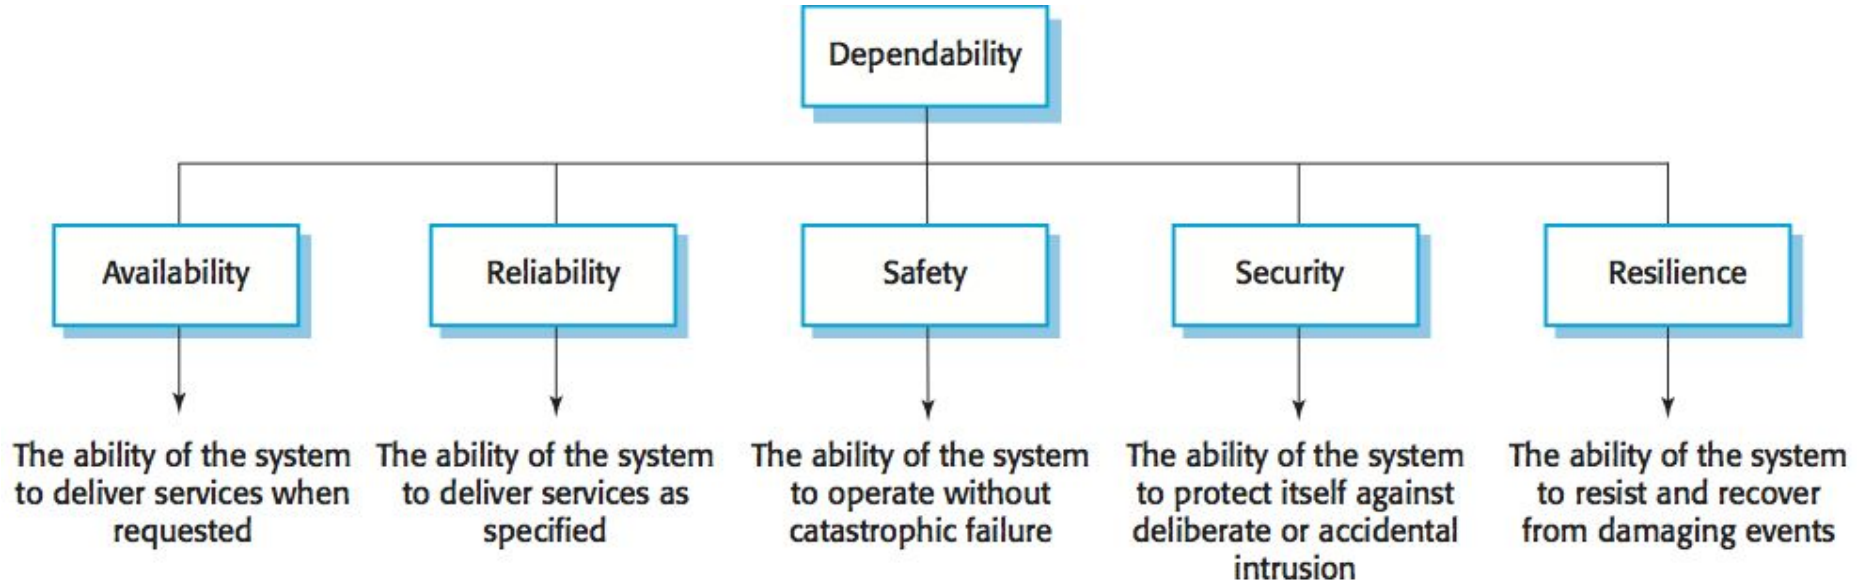 Dependability
Availability
Reliability
Safety
Security
Resilience
The ability of the system
to deliver services when
requested
The ability of the system
to deliver services as
specified
The ability of the system
to operate without
catastrophic failure
The ability of the system
to protect itself against
deliberate or accidental
intrusion
The ability of the system
to resist and recover
from damaging events